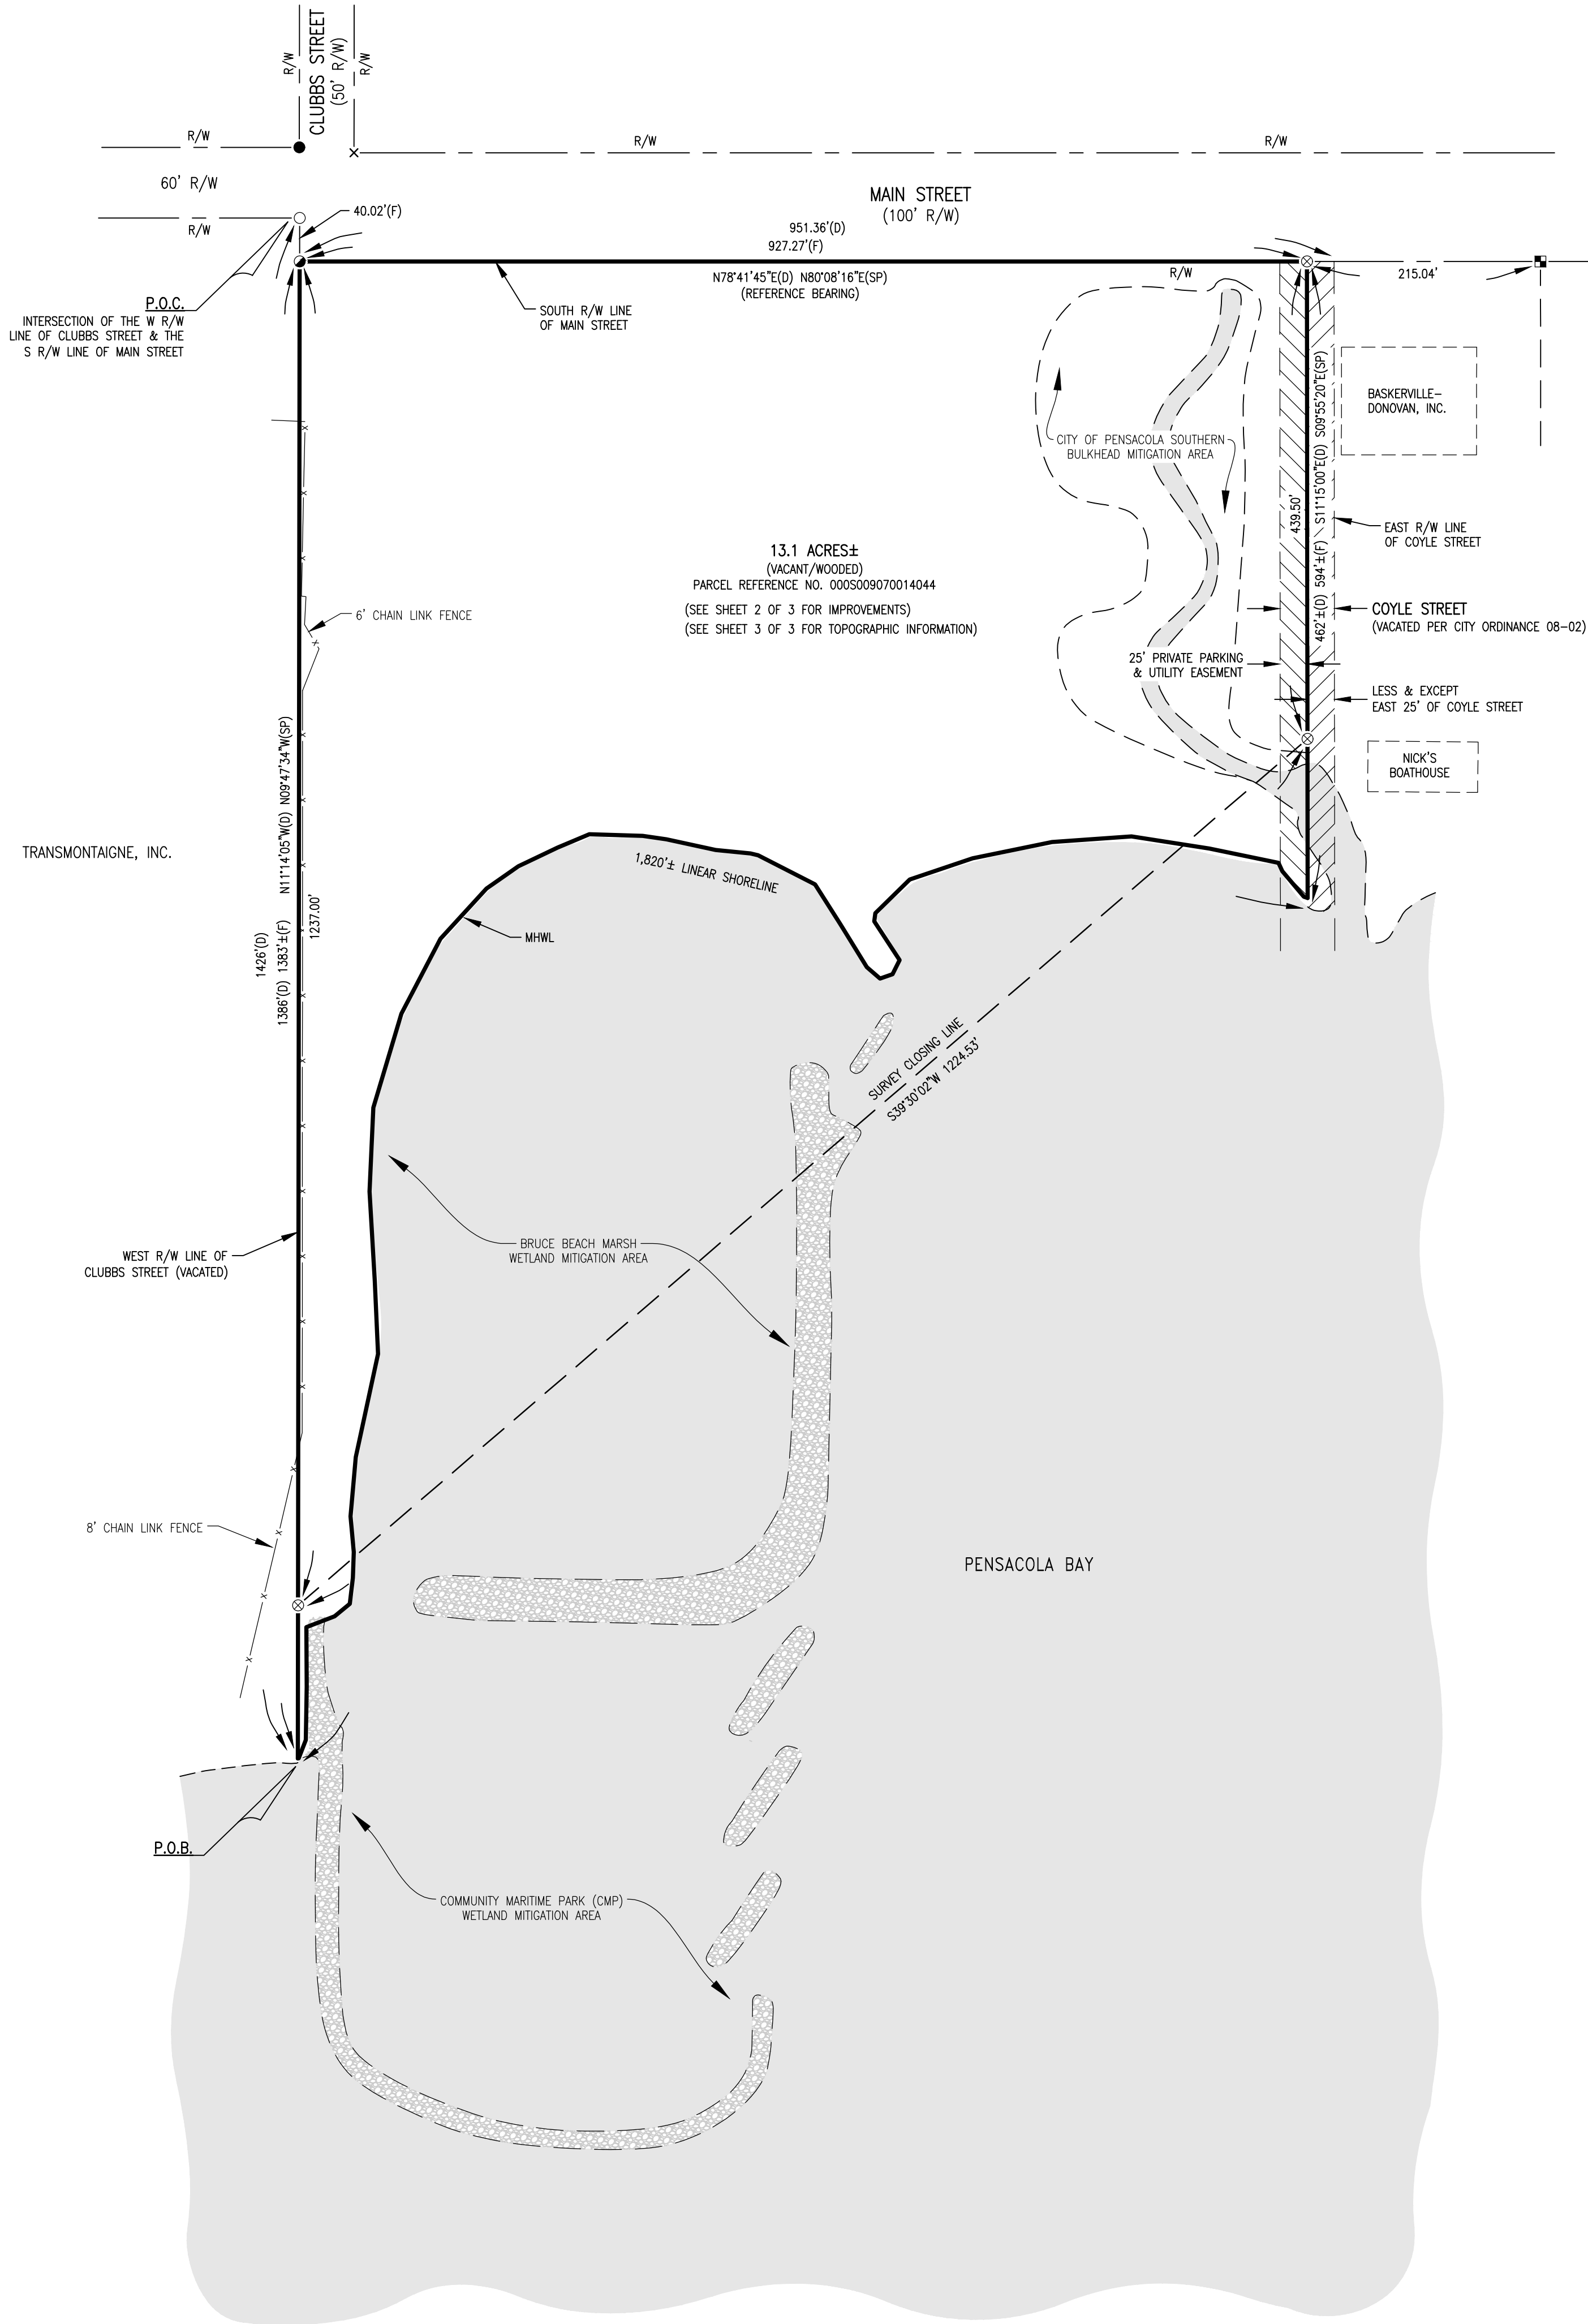 CLUBBS STREET
(50' R/W)
R/W
R/W
R/W
R/W
R/W
60' R/W
R/W
40.02'(F)
MAIN STREET
(100' R/W)
951.36'(D)
927.27'(F)
N78°41'45"E(D) N80°08'16"E(SP)
(REFERENCE BEARING)
R/W
215.04'
P.O.C.
INTERSECTION OF THE W R/W
LINE OF CLUBBS STREET & THE
S R/W LINE OF MAIN STREET
SOUTH R/W LINE
OF MAIN STREET
BASKERVILLE-
DONOVAN, INC.
CITY OF PENSACOLA SOUTHERN
BULKHEAD MITIGATION AREA
439.50'
462'±(D) 594'±(F) S11°15'00"E(D) S09°55'20"E(SP)
EAST R/W LINE
OF COYLE STREET
13.1 ACRES±
(VACANT/WOODED)
PARCEL REFERENCE NO. 000S009070014044
(SEE SHEET 2 OF 3 FOR IMPROVEMENTS)
(SEE SHEET 3 OF 3 FOR TOPOGRAPHIC INFORMATION)
6' CHAIN LINK FENCE
COYLE STREET
(VACATED PER CITY ORDINANCE 08-02)
25' PRIVATE PARKING
& UTILITY EASEMENT
LESS & EXCEPT
EAST 25' OF COYLE STREET
NICK'S
BOATHOUSE
TRANSMONTAIGNE, INC.
1426'(D)
1386'(D) 1383'±(F) N11°14'05"W(D) N09°47'34"W(SP)
1237.00'
1,820'± LINEAR SHORELINE
MHWL
SURVEY CLOSING LINE
S39°30'02"W 1224.53'
BRUCE BEACH MARSH
WETLAND MITIGATION AREA
WEST R/W LINE OF
CLUBBS STREET (VACATED)
8' CHAIN LINK FENCE
PENSACOLA BAY
P.O.B.
COMMUNITY MARITIME PARK (CMP)
WETLAND MITIGATION AREA